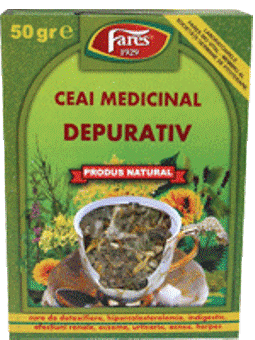 50 gr e
Fares
1929
CEAI MEDICINAL
DEPURATIV
PRODUS NATURAL
cura de detoxifiere, hipercolesterolemie, indigestie,
afectiuni renale, eczeme, urticarie, acnee, herpes